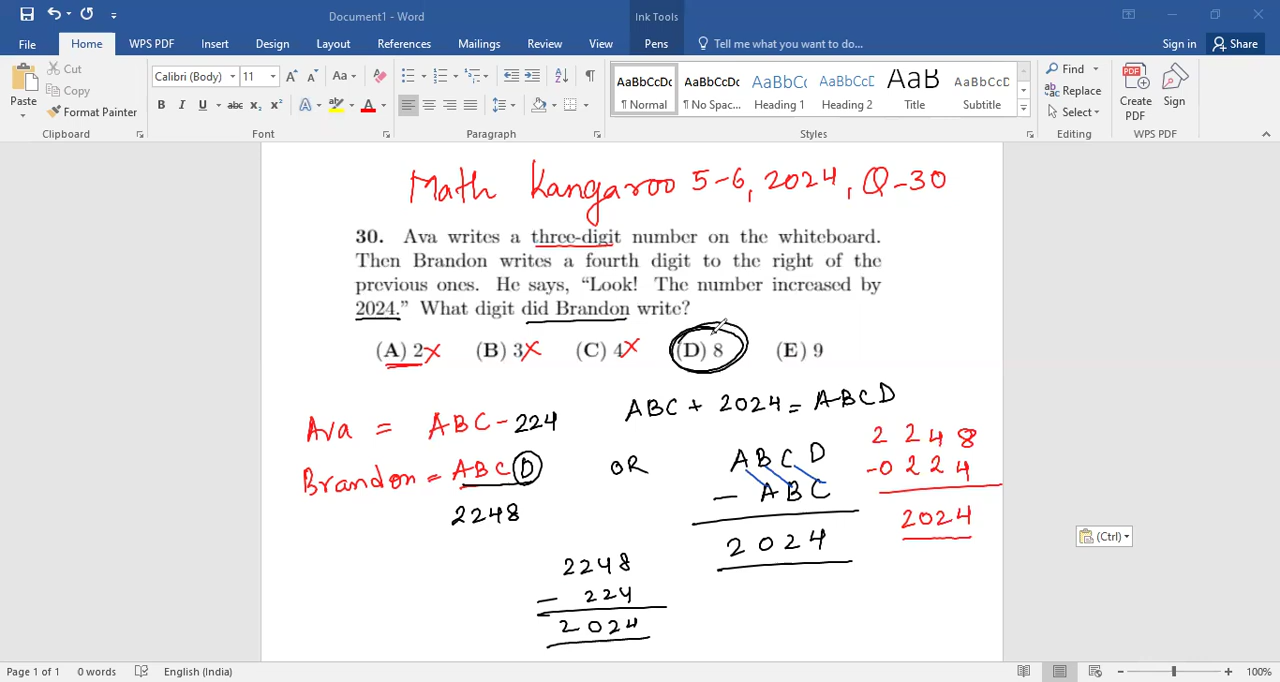 Document1 - Word
Ink Tools
File Home WPS PDF Insert Design Layout References Mailings Review View Pens Tell me what you want to do... Sign in Share
Paste
Cut
Copy
Format Painter
Clipboard
Calibri (Body) 11
B I U abc x₂ x²
Font
Paragraph
AaBbCcDc AaBbCcDc AaBbCc AaBbCcD AaB AaBbCcD
¶ Normal ¶ No Spac... Heading 1 Heading 2 Title Subtitle
Styles
Find
Replace
Select
Editing
Create PDF
Sign
WPS PDF
Math Kangaroo 5-6, 2024, Q-30
30. Ava writes a three-digit number on the whiteboard.
Then Brandon writes a fourth digit to the right of the
previous ones. He says, “Look! The number increased by
2024.” What digit did Brandon write?
(A) 2 X (B) 3 X (C) 4 X (D) 8 (E) 9
Ava = ABC - 224
Brandon = ABC D
2248
2248
- 224
2024
ABC + 2024 = ABCD
OR
ABCD
- ABC
2024
2248
-0224
2024
(Ctrl)
Page 1 of 1 0 words English (India) 100%